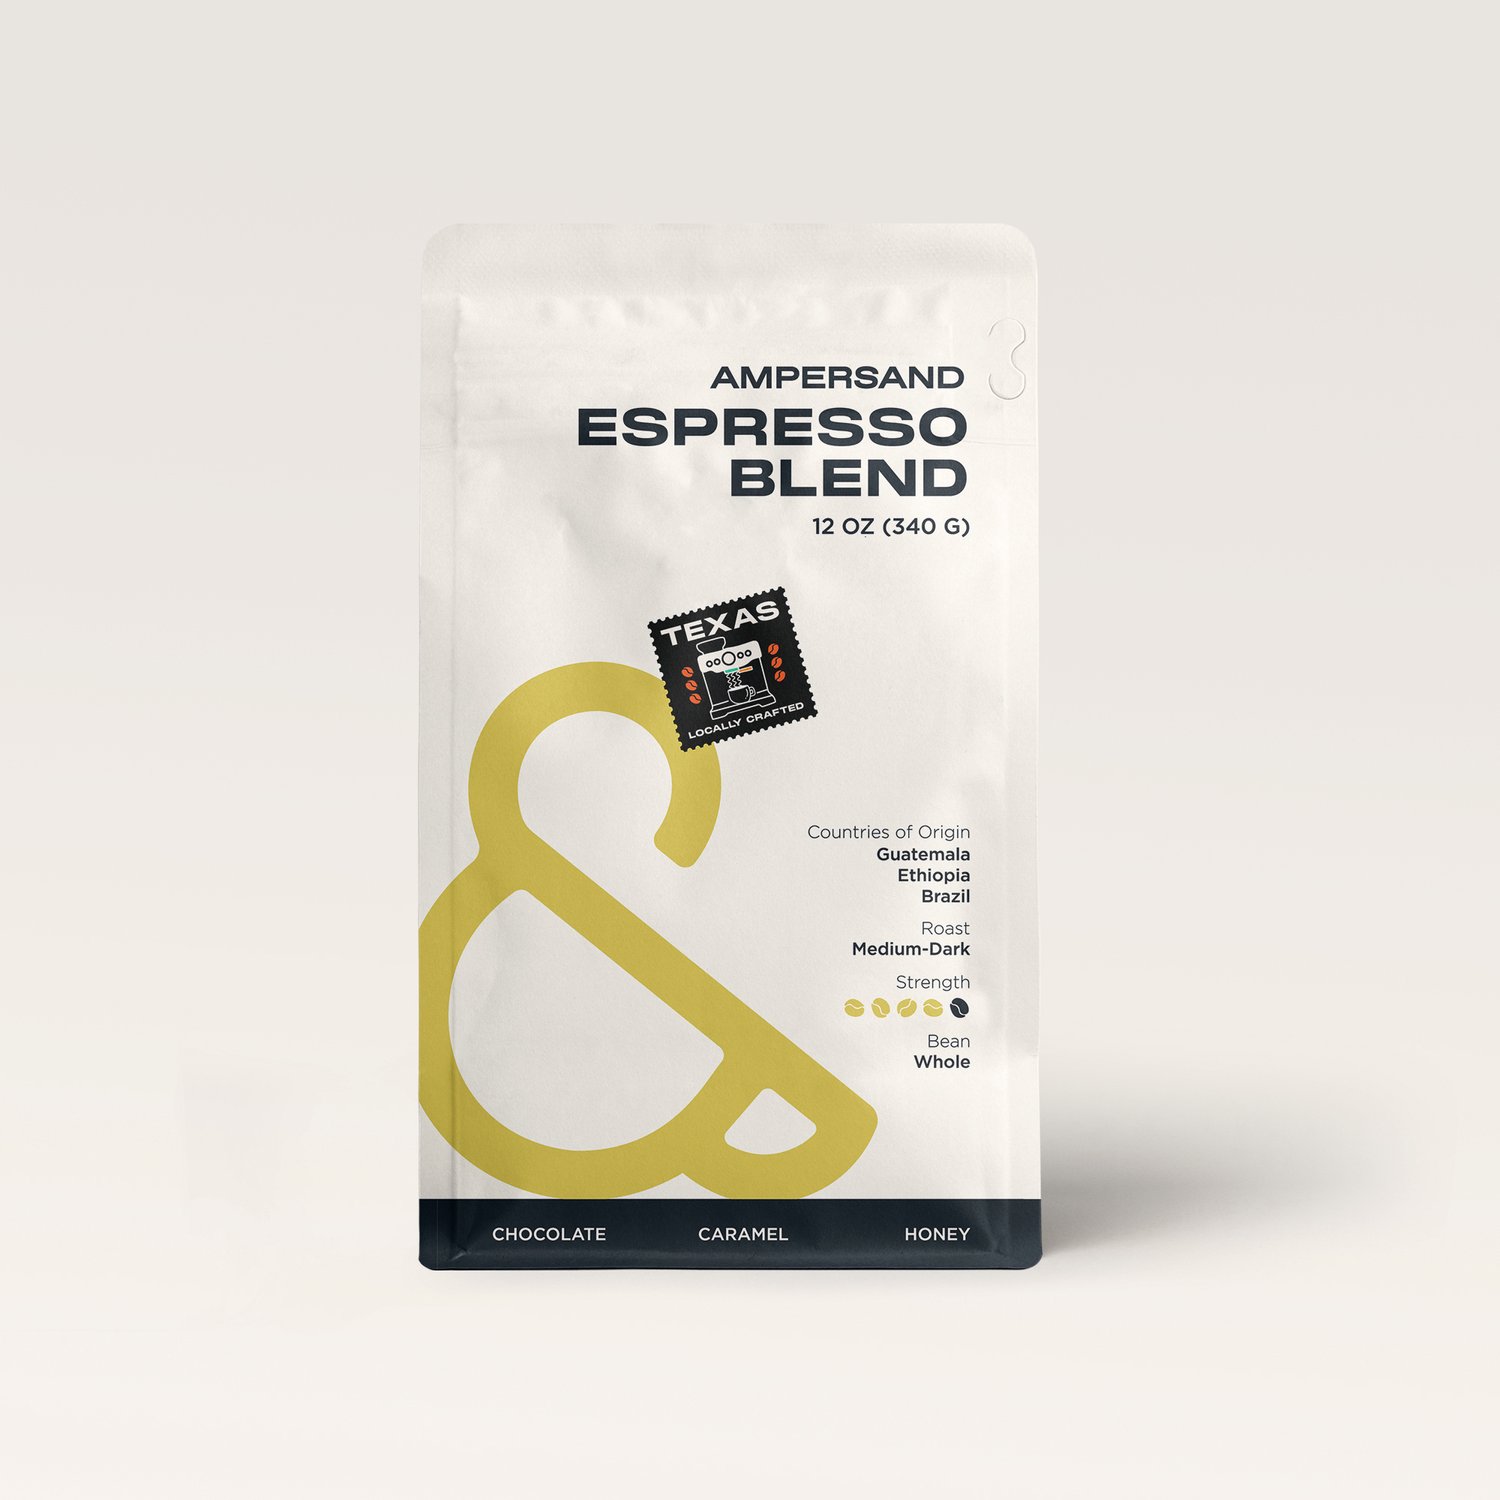 AMPERSAND
ESPRESSO
BLEND
12 OZ (340 G)
TEXAS
LOCALLY CRAFTED
Countries of Origin
Guatemala
Ethiopia
Brazil
Roast
Medium-Dark
Strength
Bean
Whole
CHOCOLATE CARAMEL HONEY